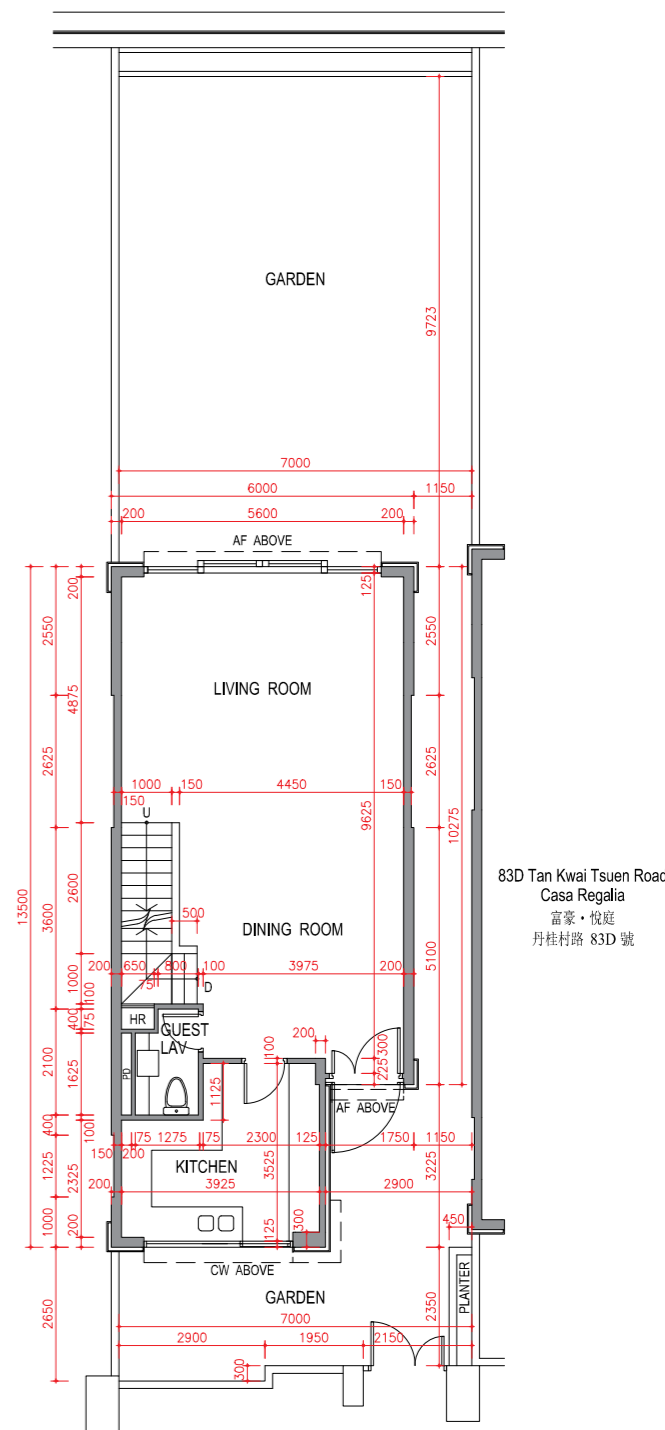 GARDEN
9723
7000
6000 1150
200 5600 200
AF ABOVE
200 125
2550 2550
4875
LIVING ROOM
2625 2625
1000 150 4450 150
150
9625
10275
U
13500
3600
2600
500
DINING ROOM
5100
83D Tan Kwai Tsuen Road
Casa Regalia
富豪・悅庭
丹桂村路 83D 號
200 650 800 100 3975 200
75
D
1000
100
HR
400
75
GUEST
LAV
200
100
300
225
2100
1625
PD
1125
AF ABOVE
400
100
75 1275 75 2300 125 1750 1150
150 200
3225
1225
2325
KITCHEN
3525
200 3925 2900
1000
200
125
300
450
CW ABOVE
2650
GARDEN
2350
PLANTER
7000
2900 1950 2150
300